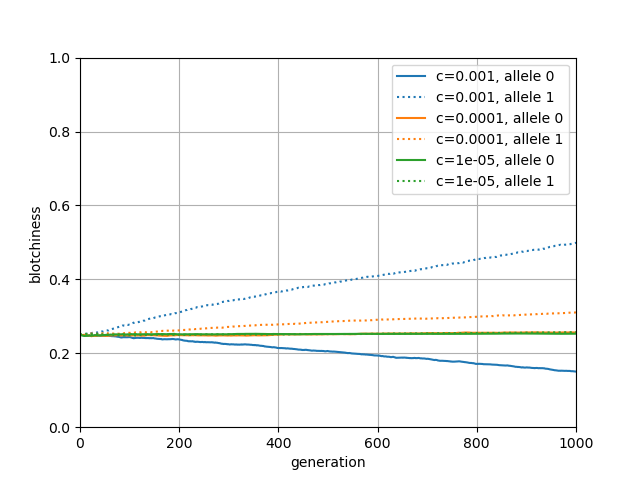 1.0
0.8
0.6
0.4
0.2
0.0
blotchiness
c=0.001, allele 0
c=0.001, allele 1
c=0.0001, allele 0
c=0.0001, allele 1
c=1e-05, allele 0
c=1e-05, allele 1
0 200 400 600 800 1000
generation